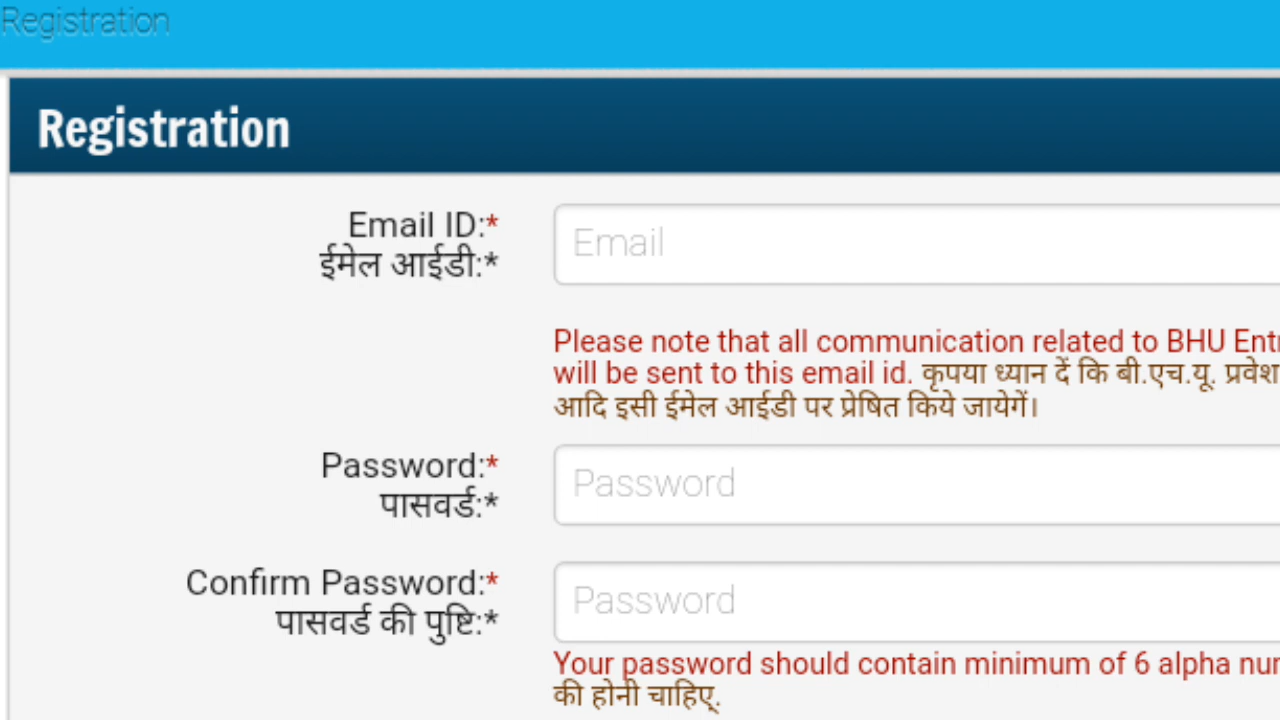 Registration
Registration
Email ID:*
ईमेल आईडी:*
Email
Please note that all communication related to BHU
will be sent to this email id. कृपया ध्यान दें कि बी.एच.यू. प्रवेश
आदि इसी ईमेल आईडी पर प्रेषित किये जायेगें।
Password:*
पासवर्ड:*
Password
Confirm Password:*
पासवर्ड की पुष्टि:*
Password
Your password should contain minimum of 6 alpha
की होनी चाहिए.